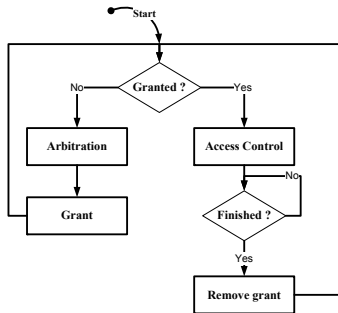 Start
Granted ?
No
Yes
Arbitration
Access Control
No
Grant
Finished ?
Yes
Remove grant